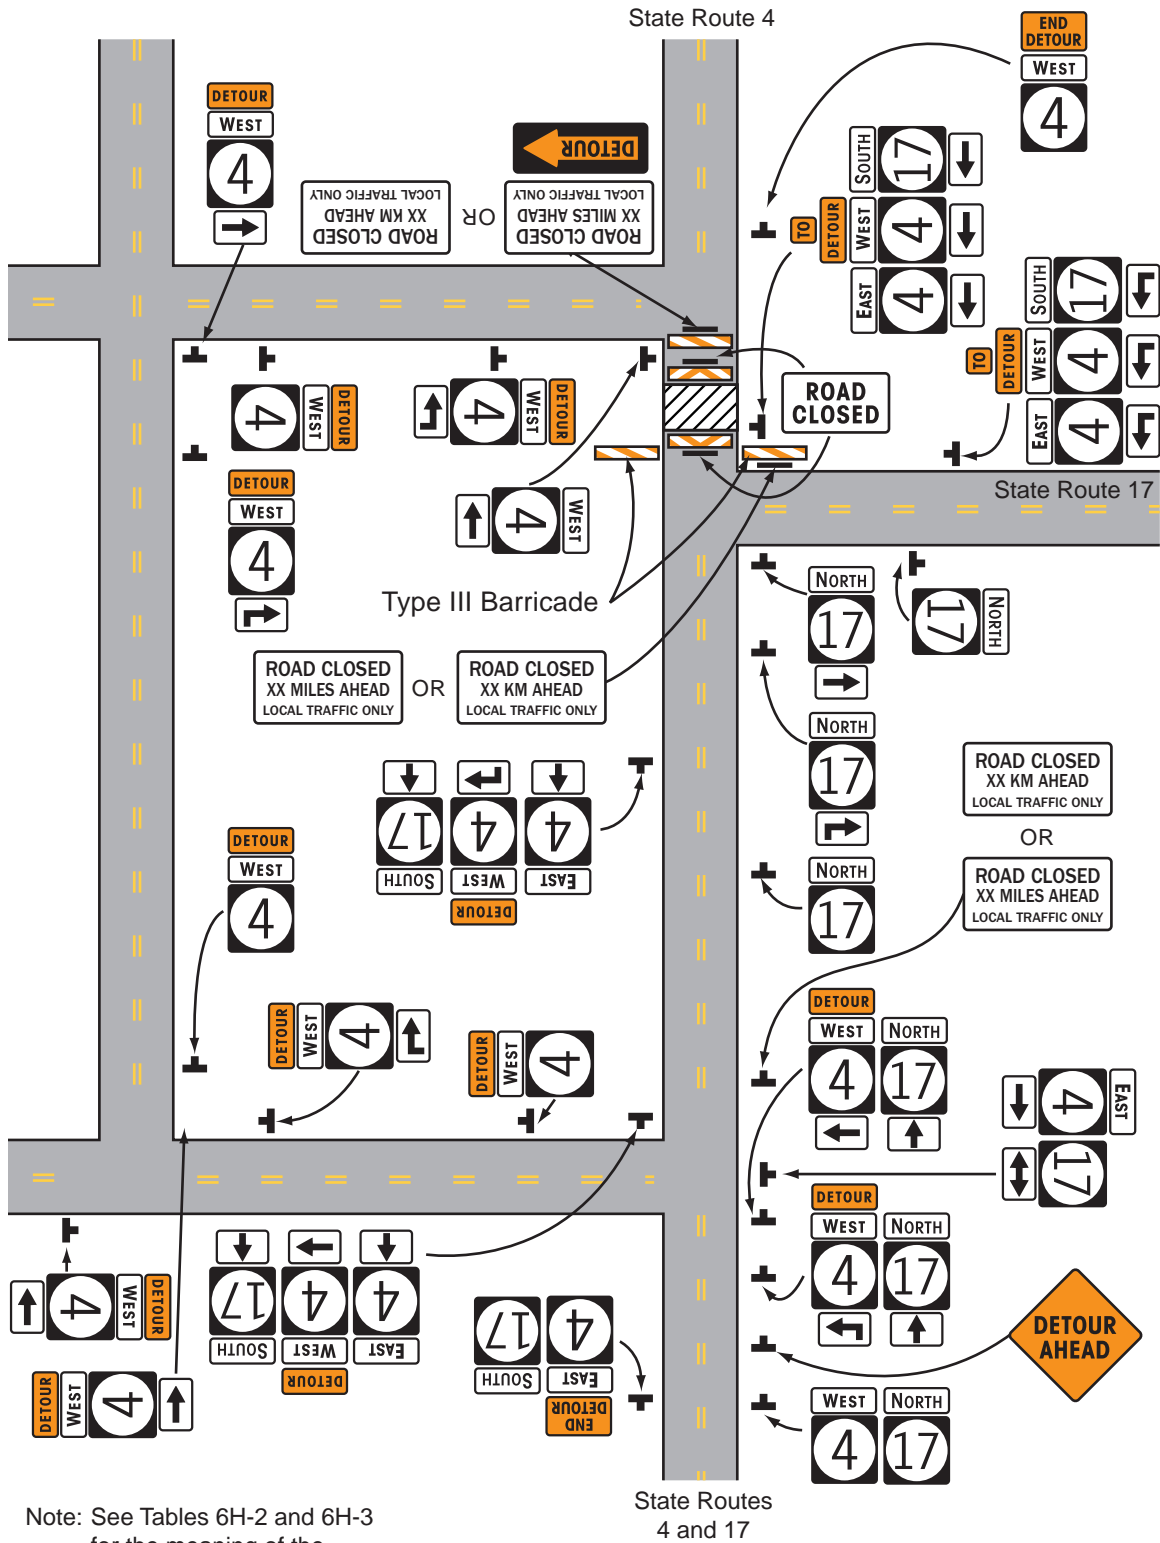 State Route 4
END
DETOUR
WEST
4
DETOUR
WEST
4
DETOUR
ROAD CLOSED
XX KM AHEAD
LOCAL TRAFFIC ONLY
OR
ROAD CLOSED
XX MILES AHEAD
LOCAL TRAFFIC ONLY
SOUTH
17
TO
DETOUR
WEST
4
EAST
4
SOUTH
17
TO
DETOUR
WEST
4
EAST
4
DETOUR
WEST
4
DETOUR
WEST
4
ROAD
CLOSED
DETOUR
WEST
4
WEST
4
State Route 17
Type III Barricade
NORTH
17
NORTH
17
ROAD CLOSED
XX MILES AHEAD
LOCAL TRAFFIC ONLY
OR
ROAD CLOSED
XX KM AHEAD
LOCAL TRAFFIC ONLY
NORTH
17
ROAD CLOSED
XX KM AHEAD
LOCAL TRAFFIC ONLY
OR
ROAD CLOSED
XX MILES AHEAD
LOCAL TRAFFIC ONLY
17
SOUTH
4
WEST
DETOUR
4
EAST
DETOUR
WEST
4
NORTH
17
DETOUR
WEST
4
DETOUR
WEST
4
DETOUR
WEST
4
NORTH
17
EAST
4
17
DETOUR
WEST
4
NORTH
17
DETOUR
WEST
4
17
SOUTH
4
WEST
DETOUR
4
EAST
17
SOUTH
4
EAST
END
DETOUR
DETOUR
AHEAD
DETOUR
WEST
4
WEST
4
NORTH
17
State Routes
4 and 17
Note: See Tables 6H-2 and 6H-3
for the meaning of the